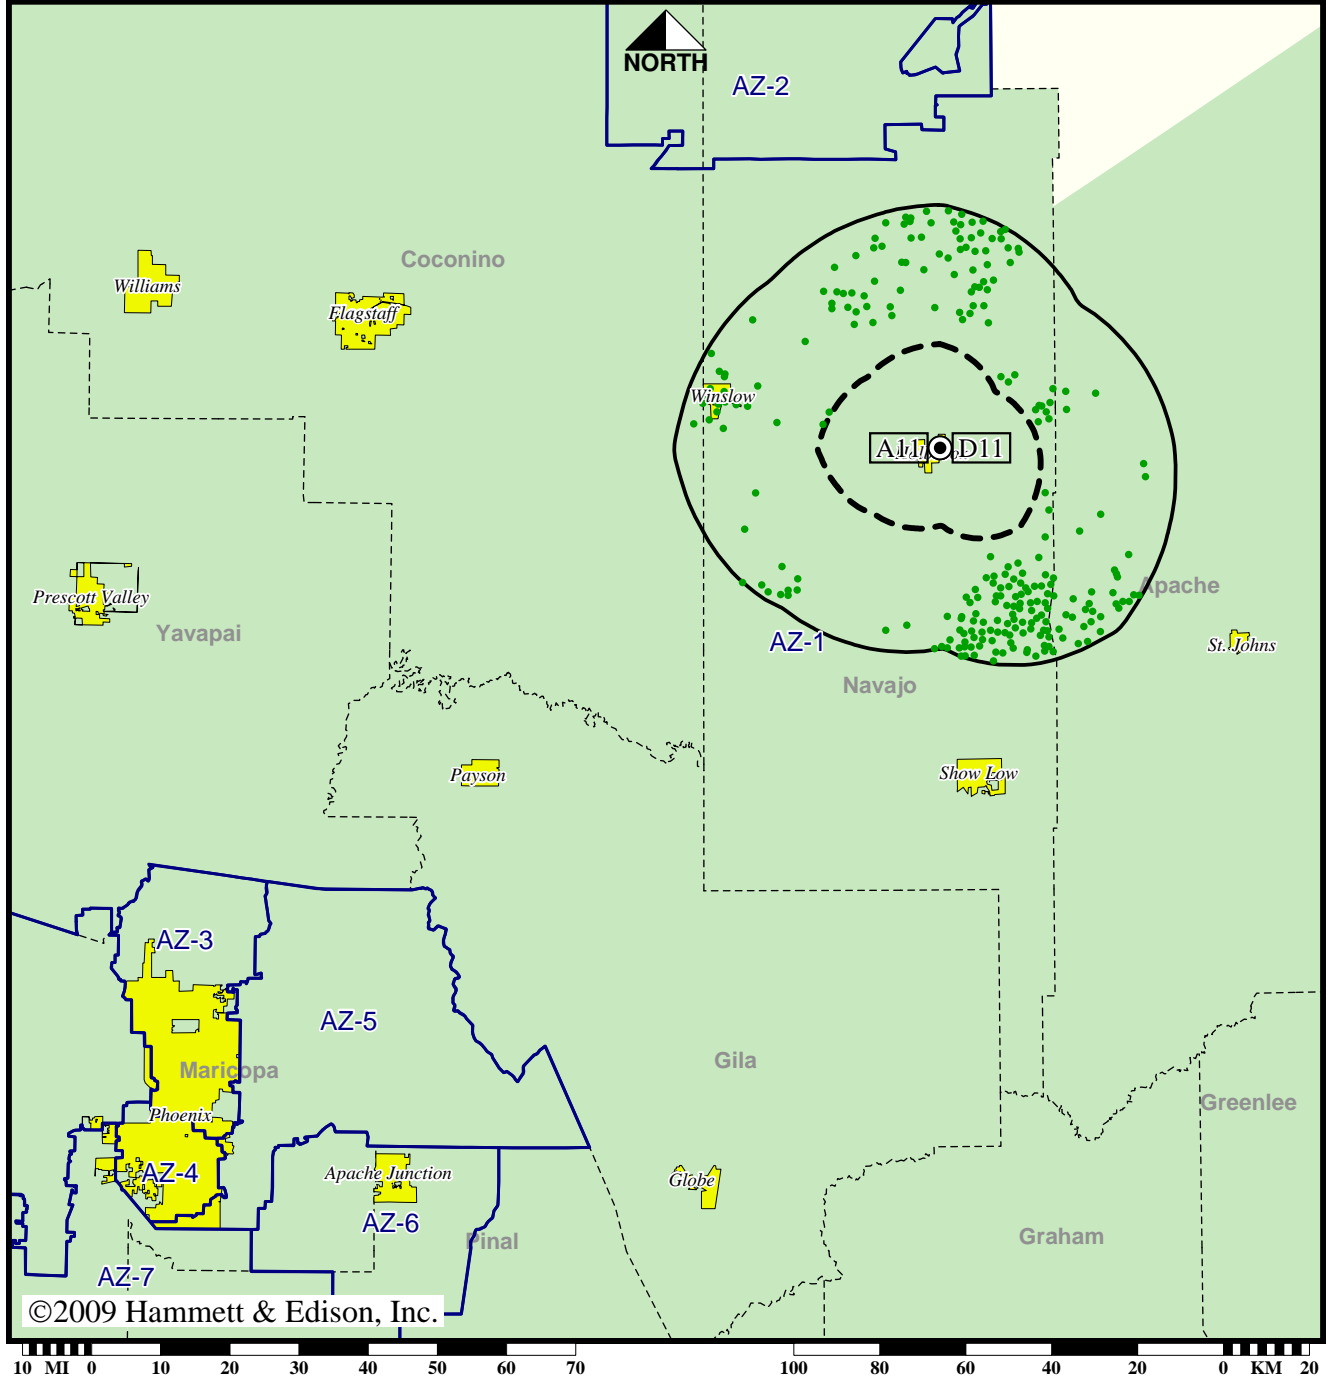 NORTH
AZ-2
Coconino
Williams
Flagstaff
Winslow
A11
D11
Prescott Valley
Apache
Yavapai
AZ-1
St. Johns
Navajo
Payson
Show Low
AZ-3
AZ-5
Maricopa
Gila
Greenlee
Phoenix
AZ-4
Apache Junction
Globe
AZ-6
Pinal
Graham
AZ-7
©2009 Hammett & Edison, Inc.
10 MI 0 10 20 30 40 50 60 70
100 80 60 40 20 0 KM 20